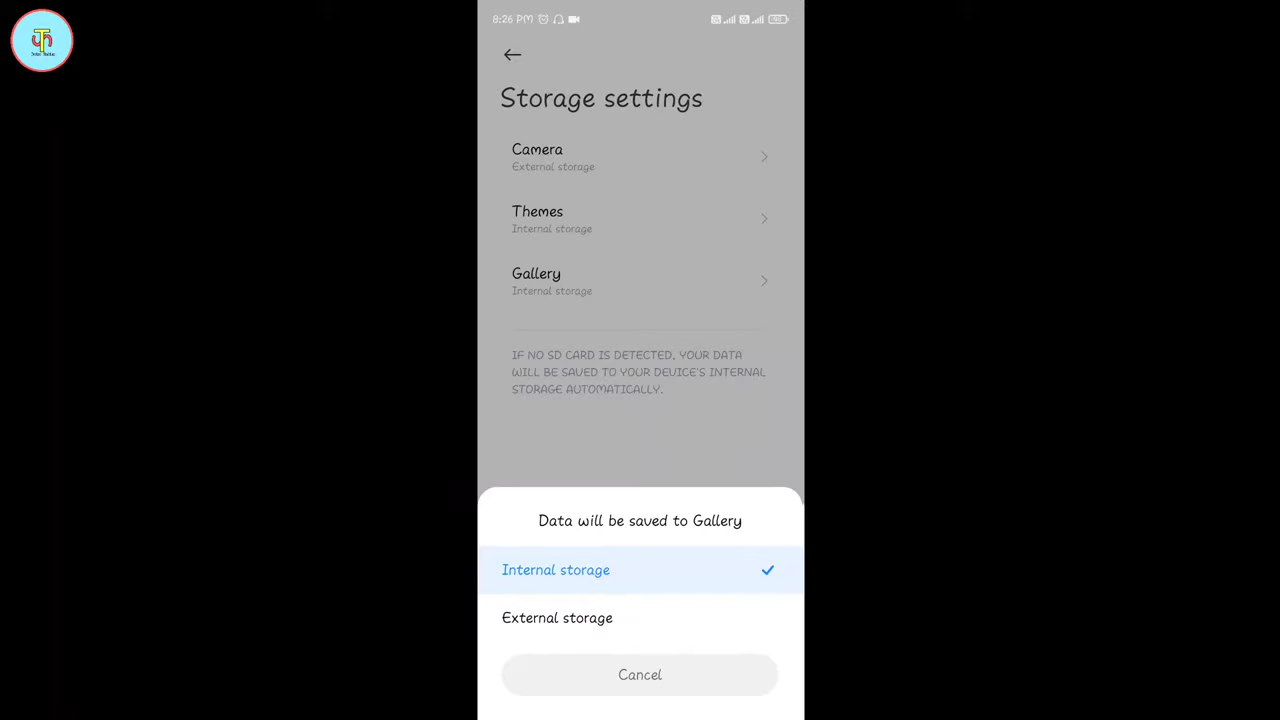 8:26 PM
Storage settings
Camera
External storage
Themes
Internal storage
Gallery
Internal storage
IF NO SD CARD IS DETECTED, YOUR DATA
WILL BE SAVED TO YOUR DEVICE'S INTERNAL
STORAGE AUTOMATICALLY.
Data will be saved to Gallery
Internal storage
External storage
Cancel